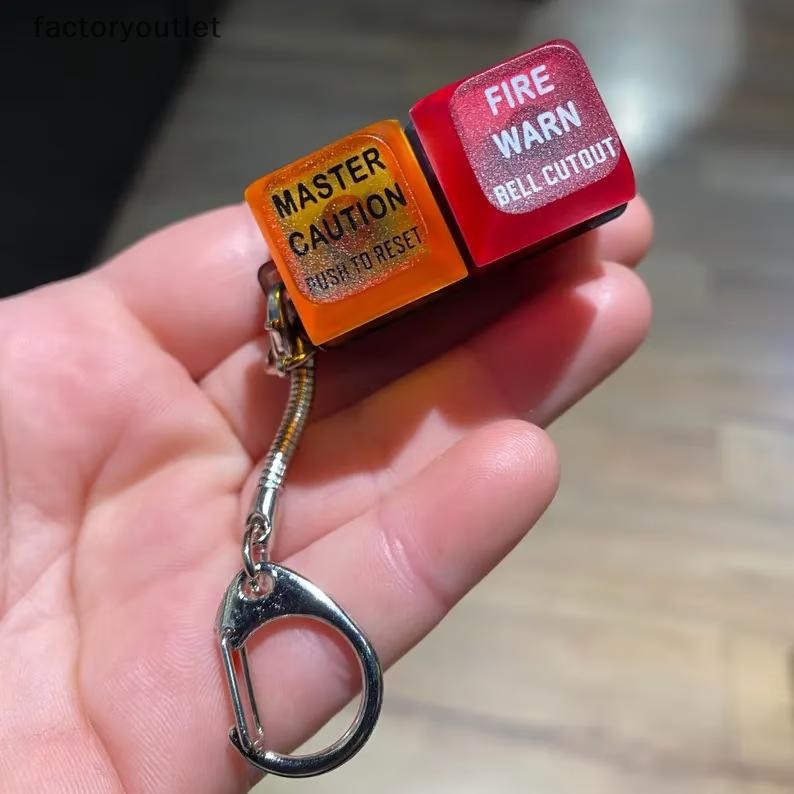 factoryoutlet
MASTER
CAUTION
PUSH TO RESET
FIRE
WARN
BELL CUTOUT